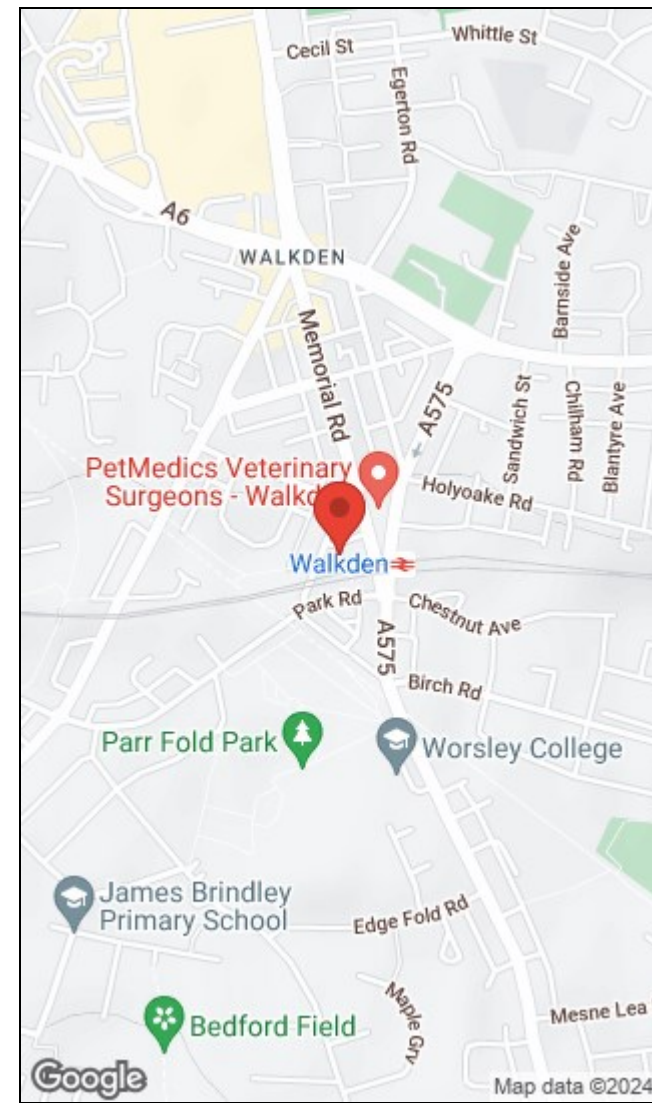 Cecil St
Whittle St
Egerton Rd
A6
WALKDEN
Barnside Ave
Memorial Rd
A575
Sandwich St
Chilham Rd
Blantyre Ave
PetMedics Veterinary
Surgeons - Walkd
Holyoake Rd
Walkden
Park Rd
Chestnut Ave
A575
Birch Rd
Parr Fold Park
Worsley College
James Brindley
Primary School
Edge Fold Rd
Maple Grv
Bedford Field
Mesne Lea
Google
Map data ©2024